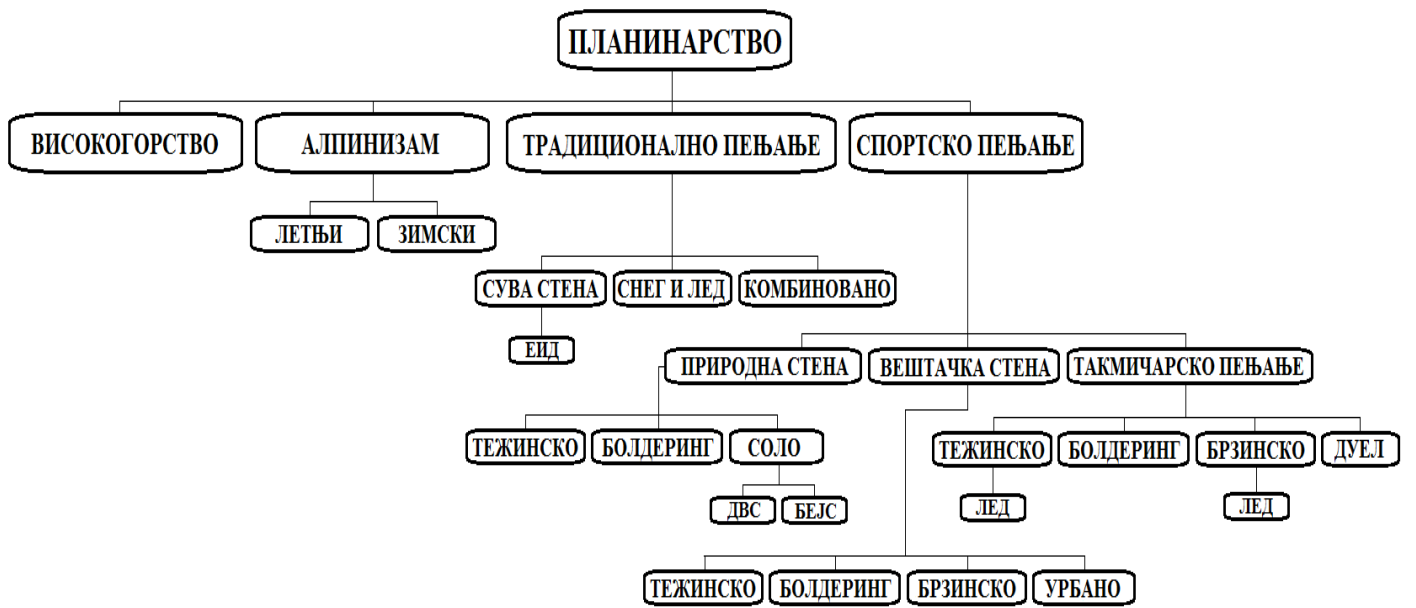 ПЛАНИНАРСТВО
ВИСОКОГОРСТВО
АЛПИНИЗАМ
ТРАДИЦИОНАЛНО ПЕЊАЊЕ
СПОРТСКО ПЕЊАЊЕ
ЛЕТЊИ
ЗИМСКИ
СУВА СТЕНА
СНЕГ И ЛЕД
КОМБИНОВАНО
ЕИД
ПРИРОДНА СТЕНА
ВЕШТАЧКА СТЕНА
ТАКМИЧАРСКО ПЕЊАЊЕ
ТЕЖИНСКО
БОЛДЕРИНГ
СОЛО
ТЕЖИНСКО
БОЛДЕРИНГ
БРЗИНСКО
ДУЕЛ
ДВС
БЕЈС
ЛЕД
ЛЕД
ТЕЖИНСКО
БОЛДЕРИНГ
БРЗИНСКО
УРБАНО